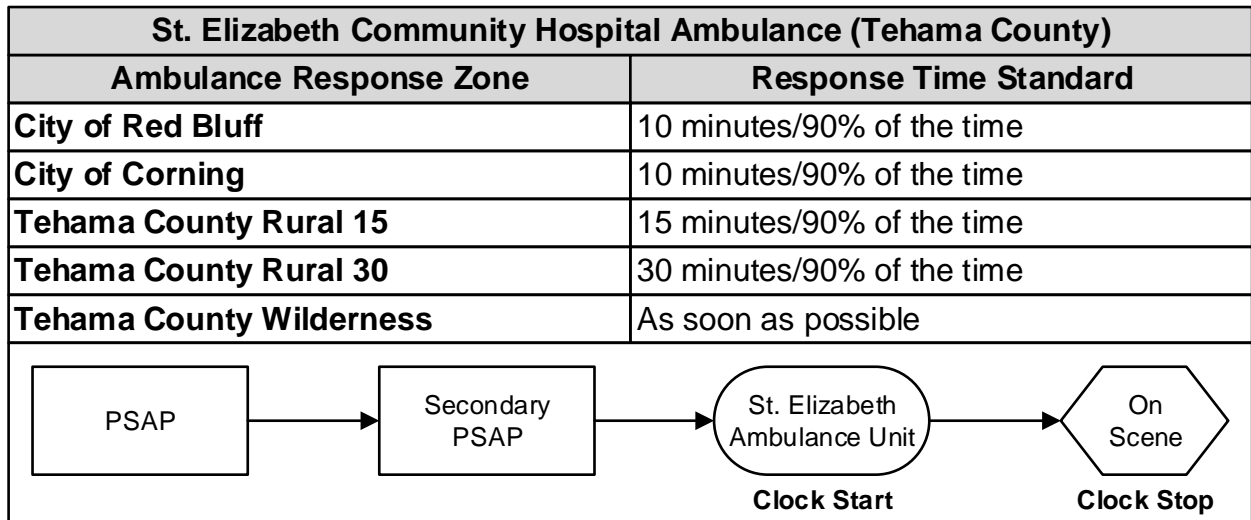 St. Elizabeth Community Hospital Ambulance (Tehama County)
Ambulance Response Zone Response Time Standard
City of Red Bluff 10 minutes/90% of the time
City of Corning 10 minutes/90% of the time
Tehama County Rural 15 15 minutes/90% of the time
Tehama County Rural 30 30 minutes/90% of the time
Tehama County Wilderness As soon as possible
PSAP
Secondary
PSAP
St. Elizabeth
Ambulance Unit
On
Scene
Clock Start
Clock Stop